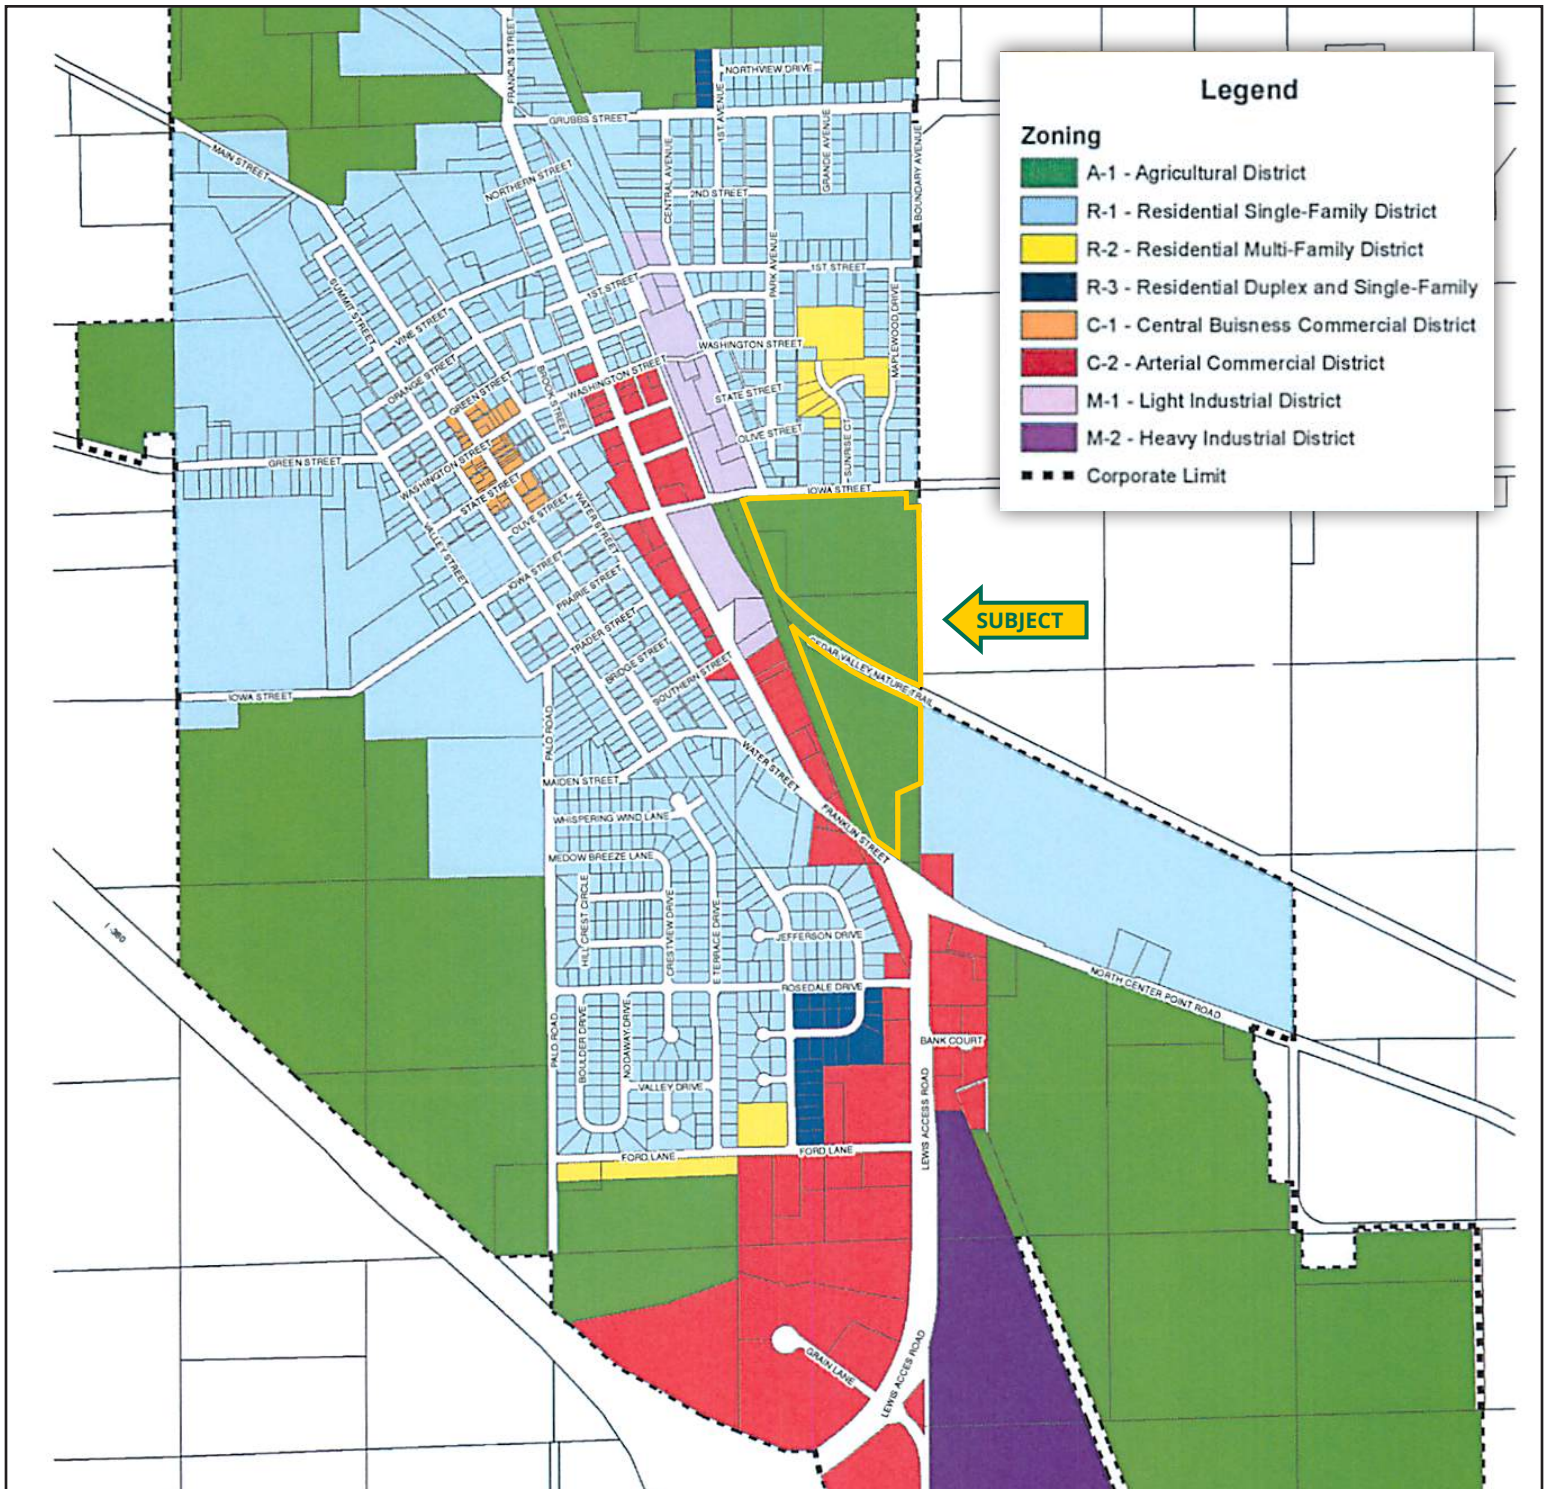 Legend
Zoning
A-1 - Agricultural District
R-1 - Residential Single-Family District
R-2 - Residential Multi-Family District
R-3 - Residential Duplex and Single-Family
C-1 - Central Buisness Commercial District
C-2 - Arterial Commercial District
M-1 - Light Industrial District
M-2 - Heavy Industrial District
Corporate Limit
SUBJECT
FRANKLIN STREET
NORTHVIEW DRIVE
GRUBBS STREET
1ST AVENUE
GRANDE AVENUE
BOUNDARY AVENUE
MAIN STREET
NORTHERN STREET
CENTRAL AVENUE
2ND STREET
PARK AVENUE
1ST STREET
1ST STREET
SUMMIT STREET
VINE STREET
MAPLEWOOD DRIVE
WASHINGTON STREET
ORANGE STREET
GREEN STREET
BROOK STREET
WASHINGTON STREET
STATE STREET
OLIVE STREET
SUNRISE CT
GREEN STREET
WASHINGTON STREET
STATE STREET
OLIVE STREET
WATER STREET
IOWA STREET
VALLEY STREET
IOWA STREET
PRAIRIE STREET
TRADER STREET
BRIDGE STREET
SOUTHERN STREET
CEDAR VALLEY NATURE TRAIL
IOWA STREET
PALO ROAD
WATER STREET
MAIDEN STREET
WHISPERING WIND LANE
FRANKLIN STREET
MEDOW BREEZE LANE
HILL CREST CIRCLE
CRESTVIEW DRIVE
E TERRACE DRIVE
JEFFERSON DRIVE
I -380
ROSEDALE DRIVE
NORTH CENTER POINT ROAD
PALO ROAD
BOULDER DRIVE
NODAWAY DRIVE
BANK COURT
VALLEY DRIVE
LEWIS ACCESS ROAD
FORD LANE
FORD LANE
GRAIN LANE
LEWIS ACCES ROAD